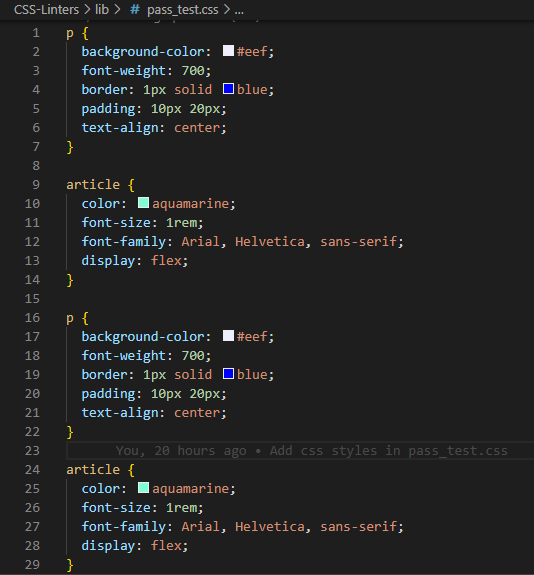 CSS-Linters > lib > # pass_test.css > ...
1 p {
2 background-color: #eef;
3 font-weight: 700;
4 border: 1px solid blue;
5 padding: 10px 20px;
6 text-align: center;
7 }
8
9 article {
10 color: aquamarine;
11 font-size: 1rem;
12 font-family: Arial, Helvetica, sans-serif;
13 display: flex;
14 }
15
16 p {
17 background-color: #eef;
18 font-weight: 700;
19 border: 1px solid blue;
20 padding: 10px 20px;
21 text-align: center;
22 }
23 You, 20 hours ago • Add css styles in pass_test.css
24 article {
25 color: aquamarine;
26 font-size: 1rem;
27 font-family: Arial, Helvetica, sans-serif;
28 display: flex;
29 }